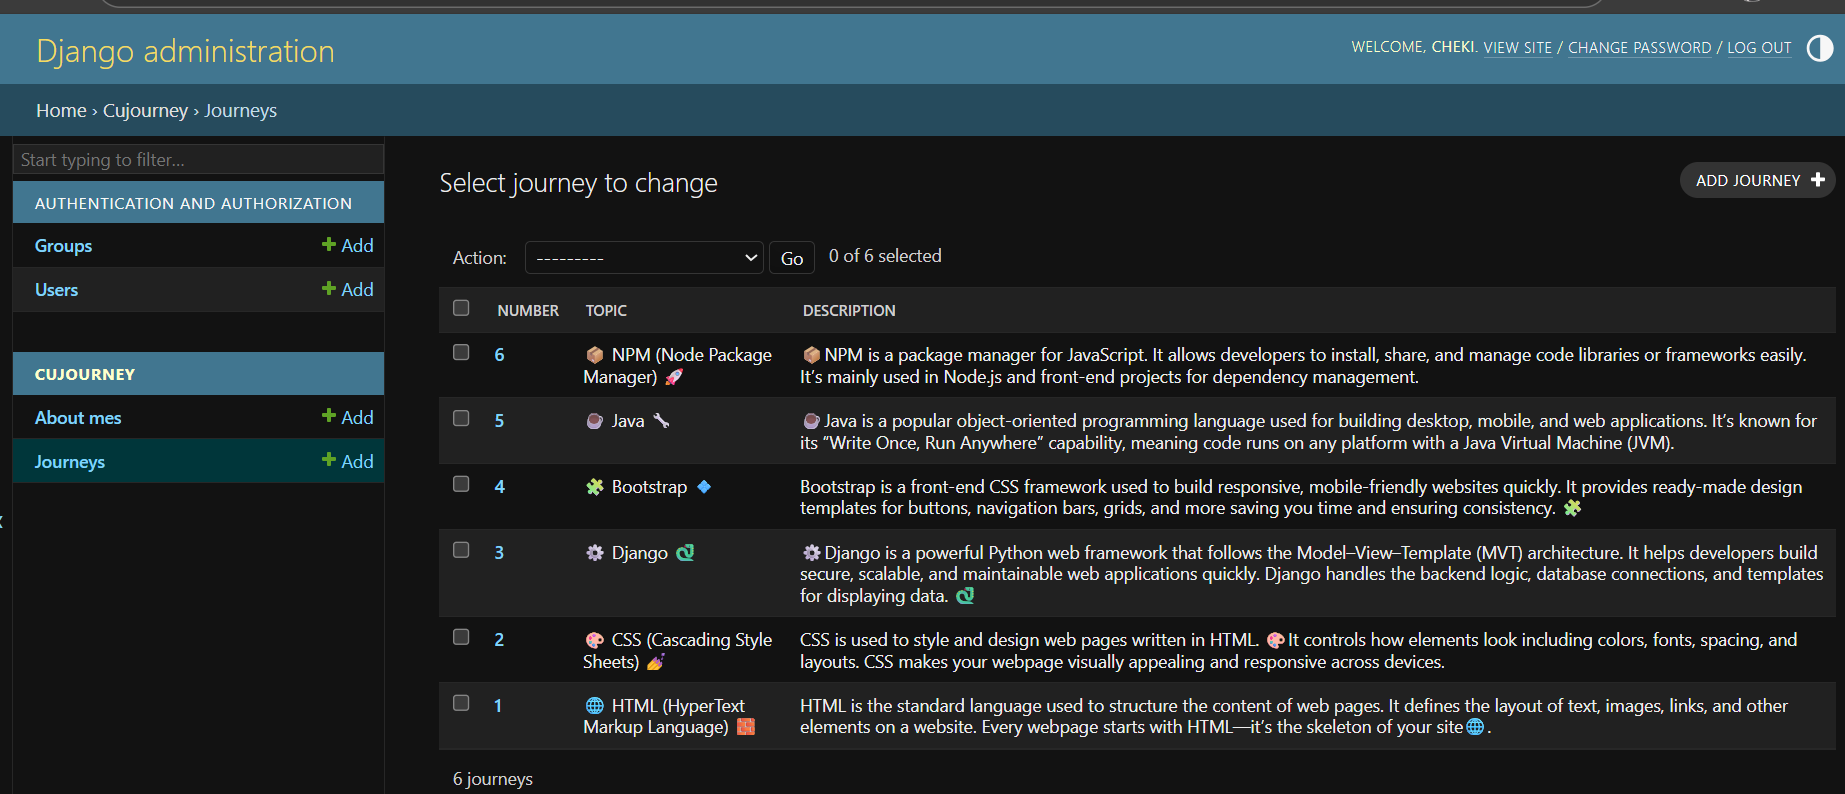 Django administration
WELCOME, CHEKI. VIEW SITE / CHANGE PASSWORD / LOG OUT
Home › Cujourney › Journeys
Start typing to filter...
AUTHENTICATION AND AUTHORIZATION
Groups + Add
Users + Add
CUJOURNEY
About mes + Add
Journeys + Add
Select journey to change
ADD JOURNEY +
Action: --------- Go 0 of 6 selected
NUMBER TOPIC DESCRIPTION
6
📦 NPM (Node Package
Manager) 🚀
📦NPM is a package manager for JavaScript. It allows developers to install, share, and manage code libraries or frameworks easily.
It’s mainly used in Node.js and front-end projects for dependency management.
5
☕ Java 🔧
☕Java is a popular object-oriented programming language used for building desktop, mobile, and web applications. It’s known for
its “Write Once, Run Anywhere” capability, meaning code runs on any platform with a Java Virtual Machine (JVM).
4
🧩 Bootstrap 🔷
Bootstrap is a front-end CSS framework used to build responsive, mobile-friendly websites quickly. It provides ready-made design
templates for buttons, navigation bars, grids, and more saving you time and ensuring consistency. 🧩
3
⚙️ Django 🐍
⚙️Django is a powerful Python web framework that follows the Model–View–Template (MVT) architecture. It helps developers build
secure, scalable, and maintainable web applications quickly. Django handles the backend logic, database connections, and templates
for displaying data. 🐍
2
🎨 CSS (Cascading Style
Sheets) 💅
CSS is used to style and design web pages written in HTML. 🎨It controls how elements look including colors, fonts, spacing, and
layouts. CSS makes your webpage visually appealing and responsive across devices.
1
🌐 HTML (HyperText
Markup Language) 🧱
HTML is the standard language used to structure the content of web pages. It defines the layout of text, images, links, and other
elements on a website. Every webpage starts with HTML—it’s the skeleton of your site🌐.
6 journeys